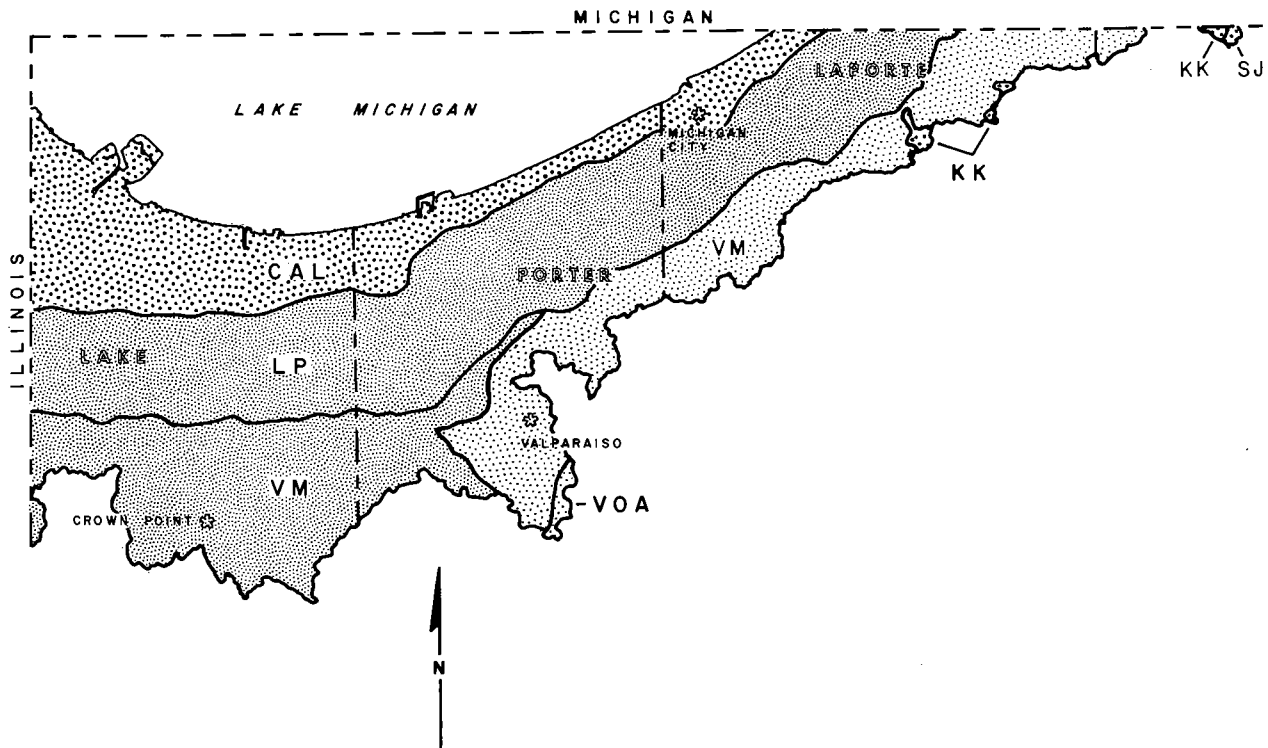 MICHIGAN
KK SJ
LAPORTE
LAKE MICHIGAN
MICHIGAN
CITY
KK
VM
ILLINOIS
CAL
PORTER
LAKE
LP
VALPARAISO
VM
-VOA
CROWN POINT
N